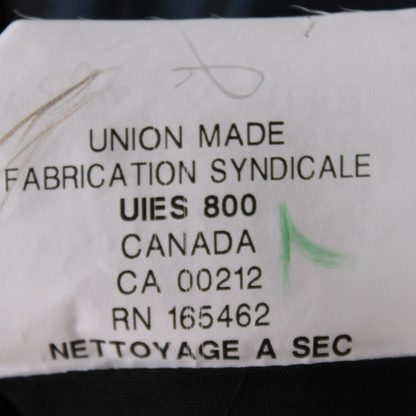 UNION MADE
FABRICATION SYNDICALE
UIES 800
CANADA
CA 00212
RN 165462
NETTOYAGE A SEC